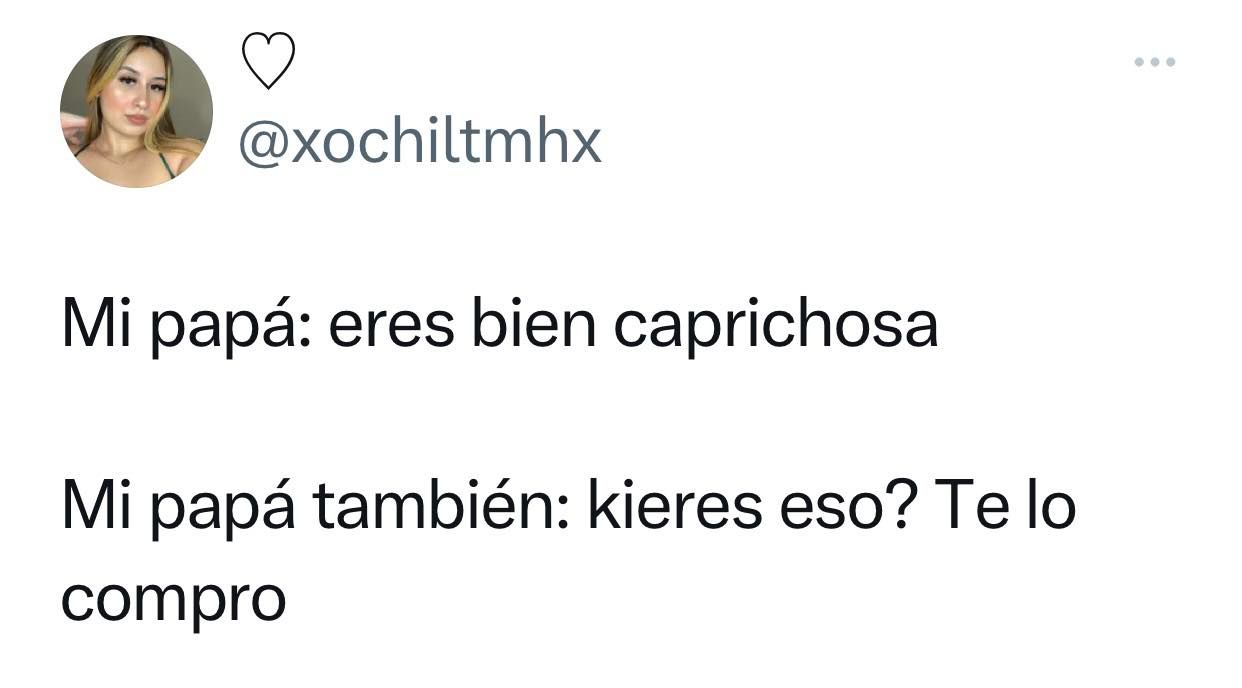 ♡
@xochiltmhx
Mi papá: eres bien caprichosa
Mi papá también: kieres eso? Te lo
compro